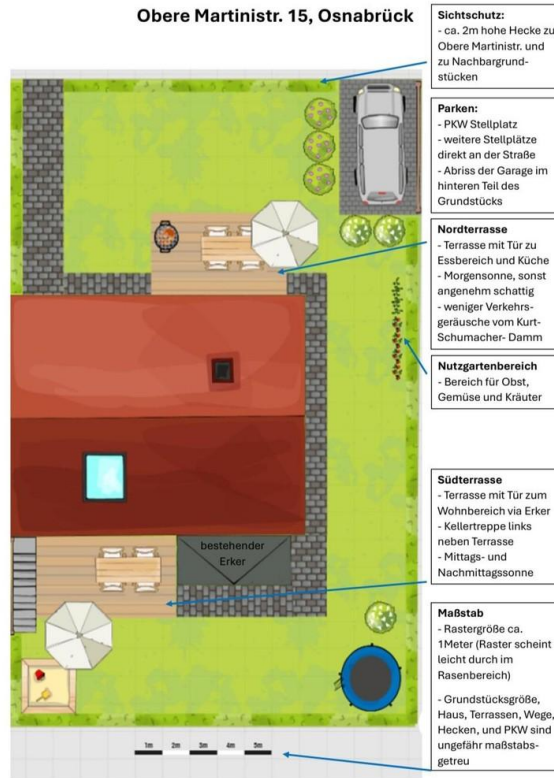 Obere Martinistr. 15, Osnabrück
Sichtschutz:
- ca. 2m hohe Hecke zu
Obere Martinistr. und
zu Nachbargrund-
stücken
Parken:
- PKW Stellplatz
- weitere Stellplätze
direkt an der Straße
- Abriss der Garage im
hinteren Teil des
Grundstücks
Nordterrasse
- Terrasse mit Tür zu
Essbereich und Küche
- Morgensonne, sonst
angenehm schattig
- weniger Verkehrs-
geräusche vom Kurt-
Schumacher- Damm
Nutzgartenbereich
- Bereich für Obst,
Gemüse und Kräuter
bestehender
Erker
Südterrasse
- Terrasse mit Tür zum
Wohnbereich via Erker
- Kellertreppe links
neben Terrasse
- Mittags- und
Nachmittagssonne
Maßstab
- Rastergröße ca.
1Meter (Raster scheint
leicht durch im
Rasenbereich)
- Grundstücksgröße,
Haus, Terrassen, Wege,
Hecken, und PKW sind
ungefähr maßstabs-
getreu
1m 2m 3m 4m 5m